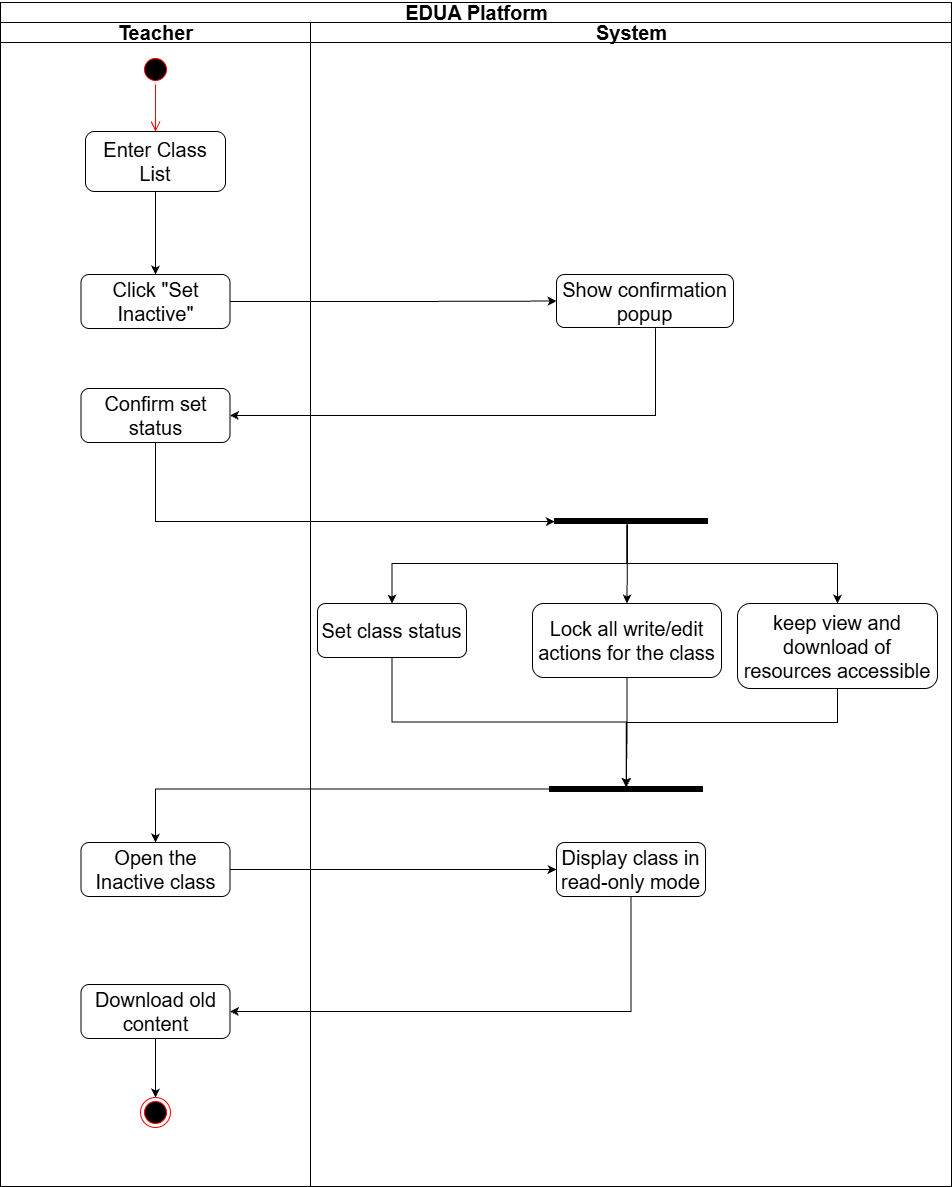 EDUA Platform
Teacher
System
Enter Class
List
Click "Set
Inactive"
Show confirmation
popup
Confirm set
status
Set class status
Lock all write/edit
actions for the class
keep view and
download of
resources accessible
Open the
Inactive class
Display class in
read-only mode
Download old
content